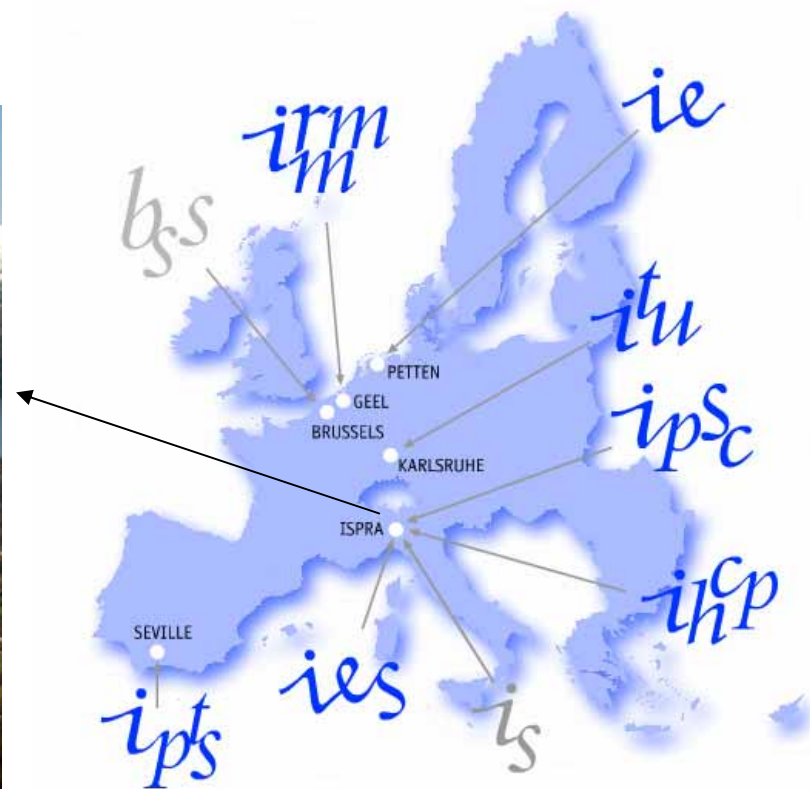 irmm
ie
bss
itu
PETTEN
GEEL
BRUSSELS
ipsc
KARLSRUHE
ISPRA
ihcp
SEVILLE
ies
is
ipts